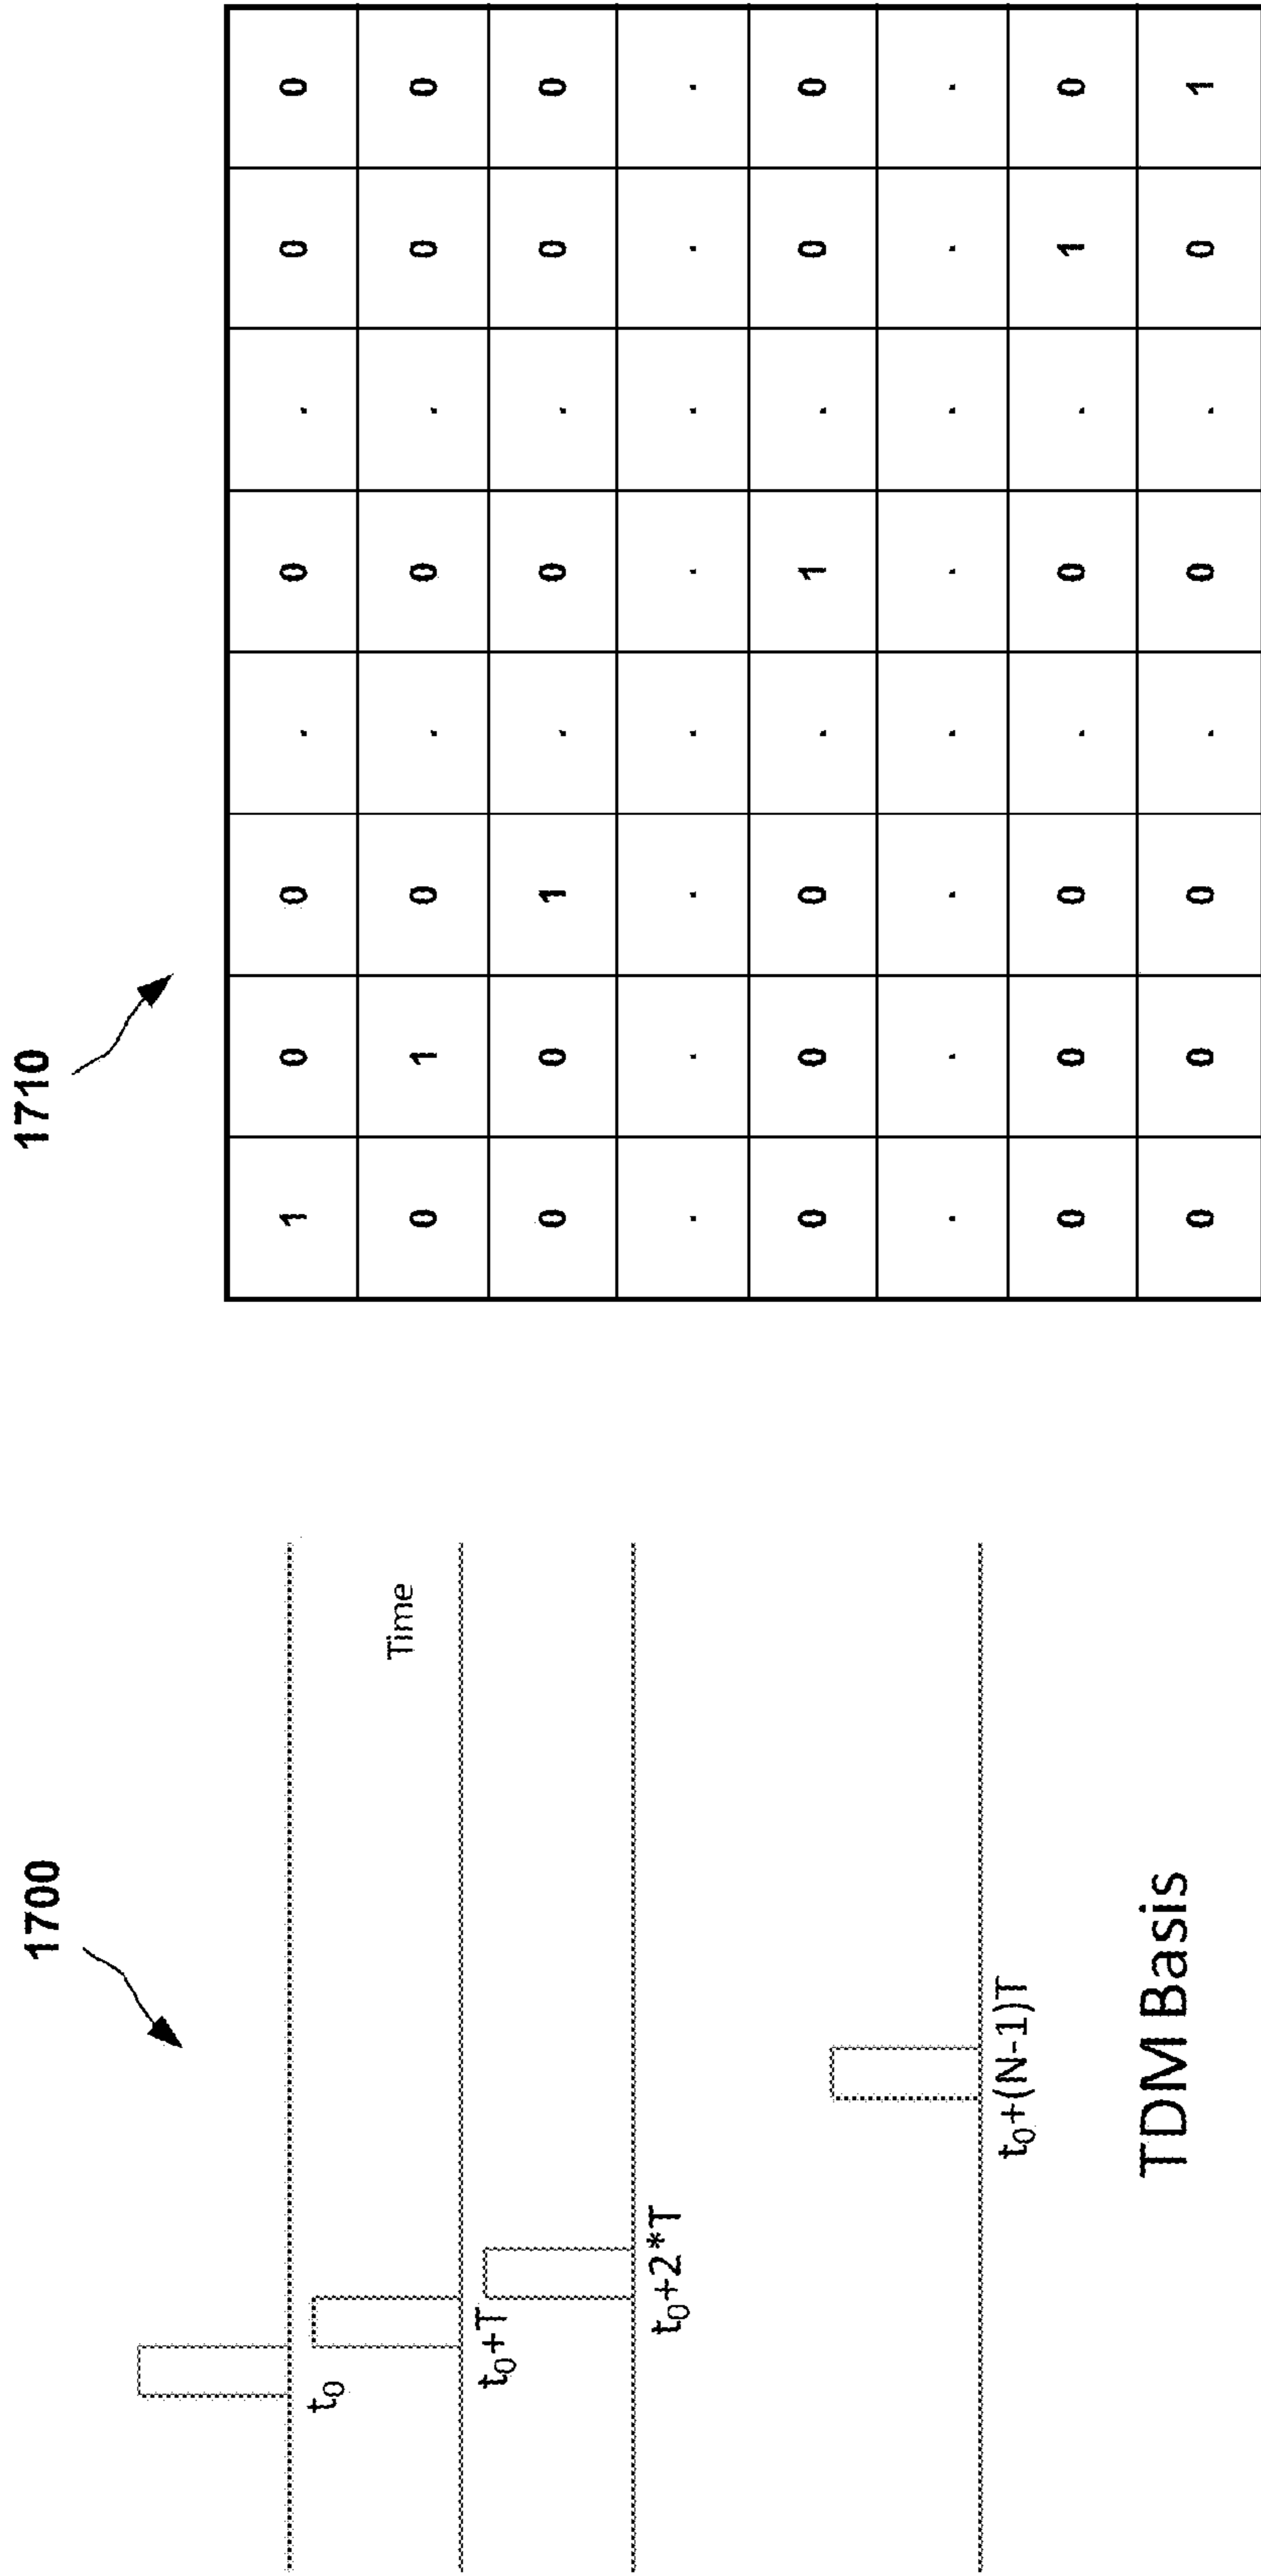 1700
t₀
Time
t₀+T
t₀+2*T
t₀+(N-1)T
TDM Basis
1710
1 0 0 . 0 . 0 0
0 1 0 . 0 . 0 0
0 0 1 . 0 . 0 0
. . . . . . . .
0 0 0 . 1 . 0 0
. . . . . . . .
0 0 0 . 0 . 1 0
0 0 0 . 0 . 0 1